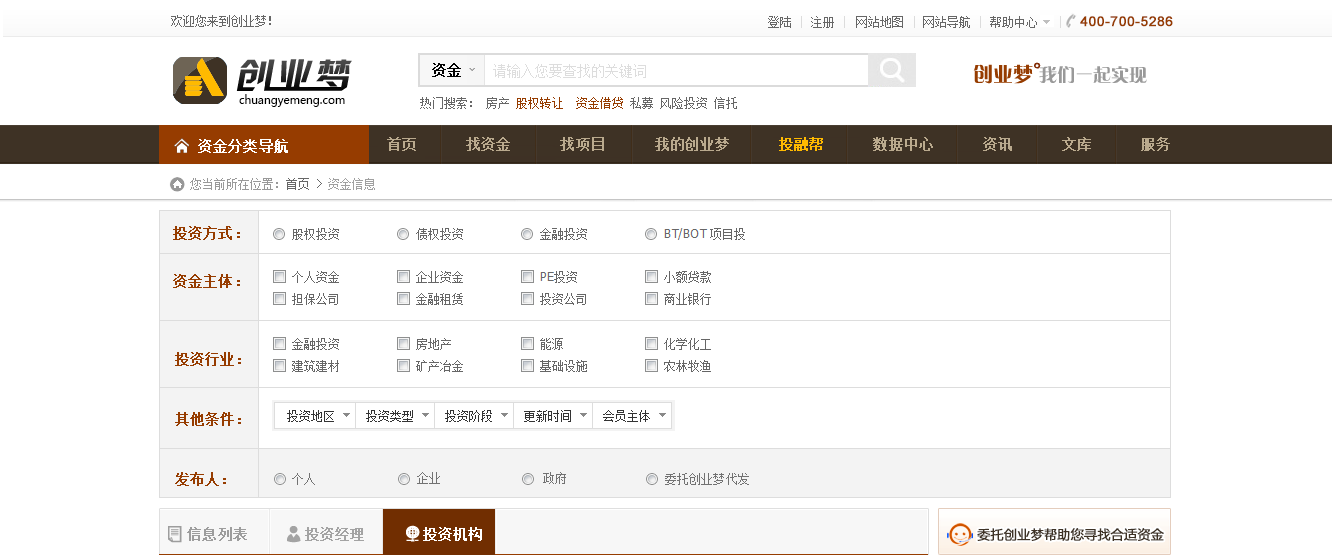 欢迎您来到创业梦！ 登陆 注册 网站地图 网站导航 帮助中心 400-700-5286
创业梦
chuangyemeng.com
资金 请输入您要查找的关键词
创业梦 我们一起实现
热门搜索： 房产 股权转让 资金借贷 私募 风险投资 信托
资金分类导航 首页 找资金 找项目 我的创业梦 投融帮 数据中心 资讯 文库 服务
您当前所在位置：首页 > 资金信息
投资方式： 股权投资 债权投资 金融投资 BT/BOT项目投
资金主体： 个人资金 企业资金 PE投资 小额贷款
担保公司 金融租赁 投资公司 商业银行
投资行业： 金融投资 房地产 能源 化学化工
建筑建材 矿产冶金 基础设施 农林牧渔
其他条件： 投资地区 投资类型 投资阶段 更新时间 会员主体
发布人： 个人 企业 政府 委托创业梦代发
信息列表 投资经理 投资机构 委托创业梦帮助您寻找合适资金